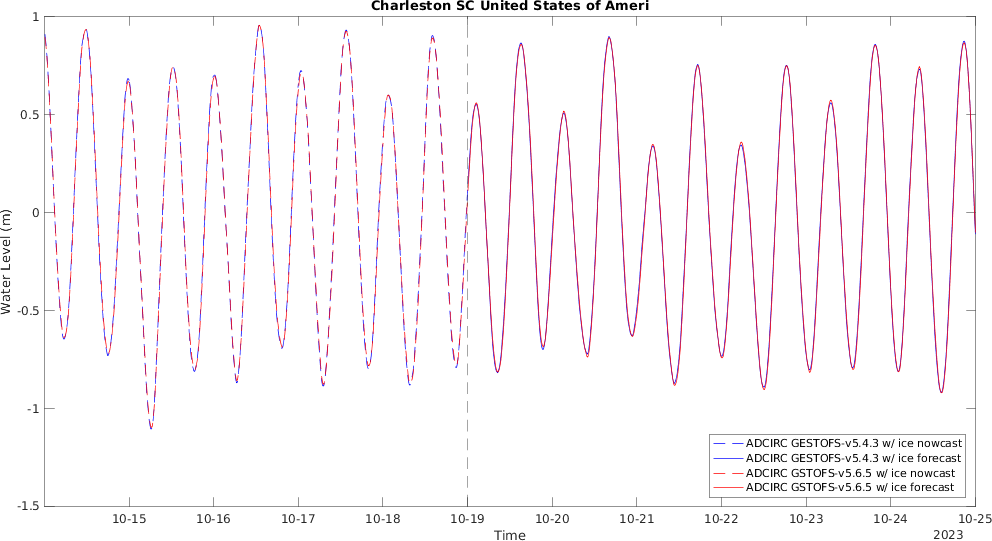 Charleston SC United States of Ameri
Water Level (m)
1
0.5
0
-0.5
-1
-1.5
ADCIRC GESTOFS-v5.4.3 w/ ice nowcast
ADCIRC GESTOFS-v5.4.3 w/ ice forecast
ADCIRC GSTOFS-v5.6.5 w/ ice nowcast
ADCIRC GSTOFS-v5.6.5 w/ ice forecast
10-15 10-16 10-17 10-18 10-19 10-20 10-21 10-22 10-23 10-24 10-25
Time
2023